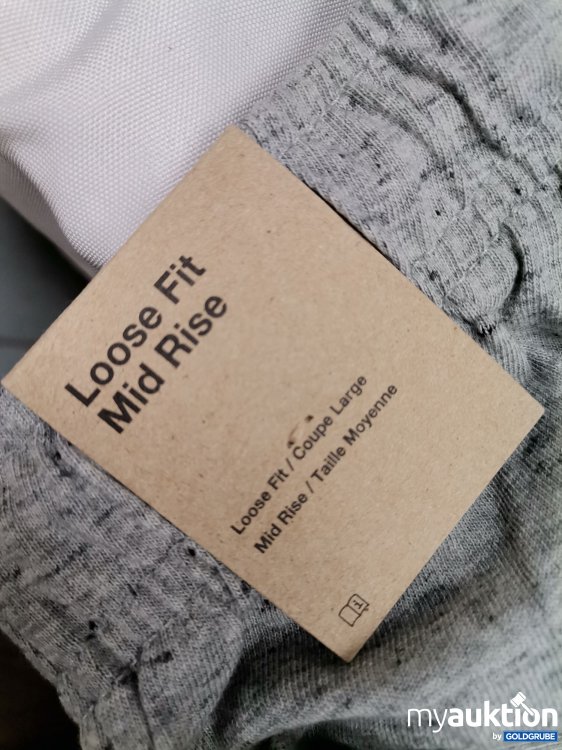 Loose Fit
Mid Rise
Loose Fit / Coupe Large
Mid Rise / Taille Moyenne
i
myauktion
by GOLDGRUBE